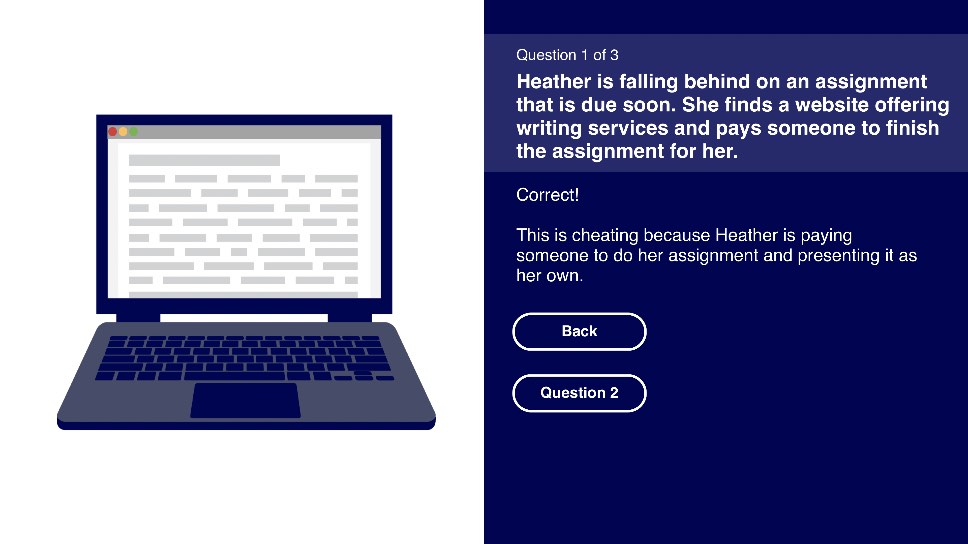 Question 1 of 3
Heather is falling behind on an assignment
that is due soon. She finds a website offering
writing services and pays someone to finish
the assignment for her.
Correct!
This is cheating because Heather is paying
someone to do her assignment and presenting it as
her own.
Back
Question 2